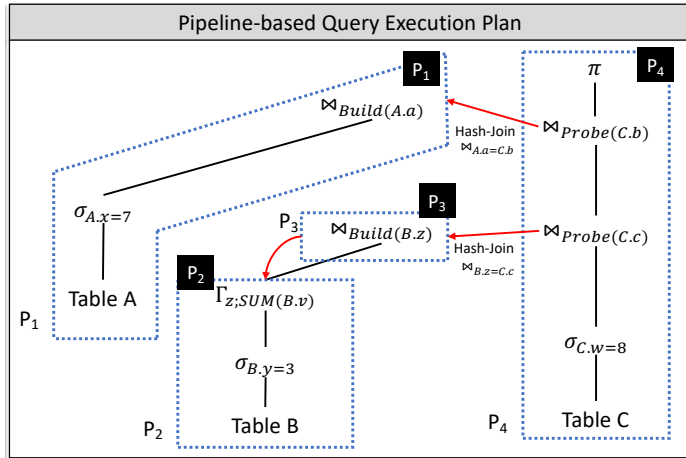 Pipeline-based Query Execution Plan
P₁
⋈Build(A.a)
σA.x=7
Table A
P₁
P₃
P₃
⋈Build(B.z)
P₂
Γz;SUM(B.v)
σB.y=3
Table B
P₂
Hash-Join
⋈A.a=C.b
Hash-Join
⋈B.z=C.c
P₄
π
⋈Probe(C.b)
⋈Probe(C.c)
σC.w=8
Table C
P₄